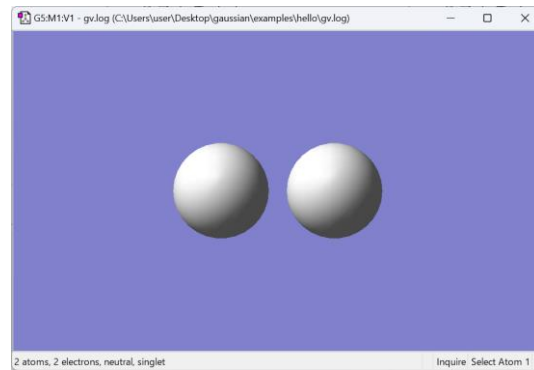 G5:M1:V1 - gv.log (C:\Users\user\Desktop\gaussian\examples\hello\gv.log)
2 atoms, 2 electrons, neutral, singlet
Inquire Select Atom 1